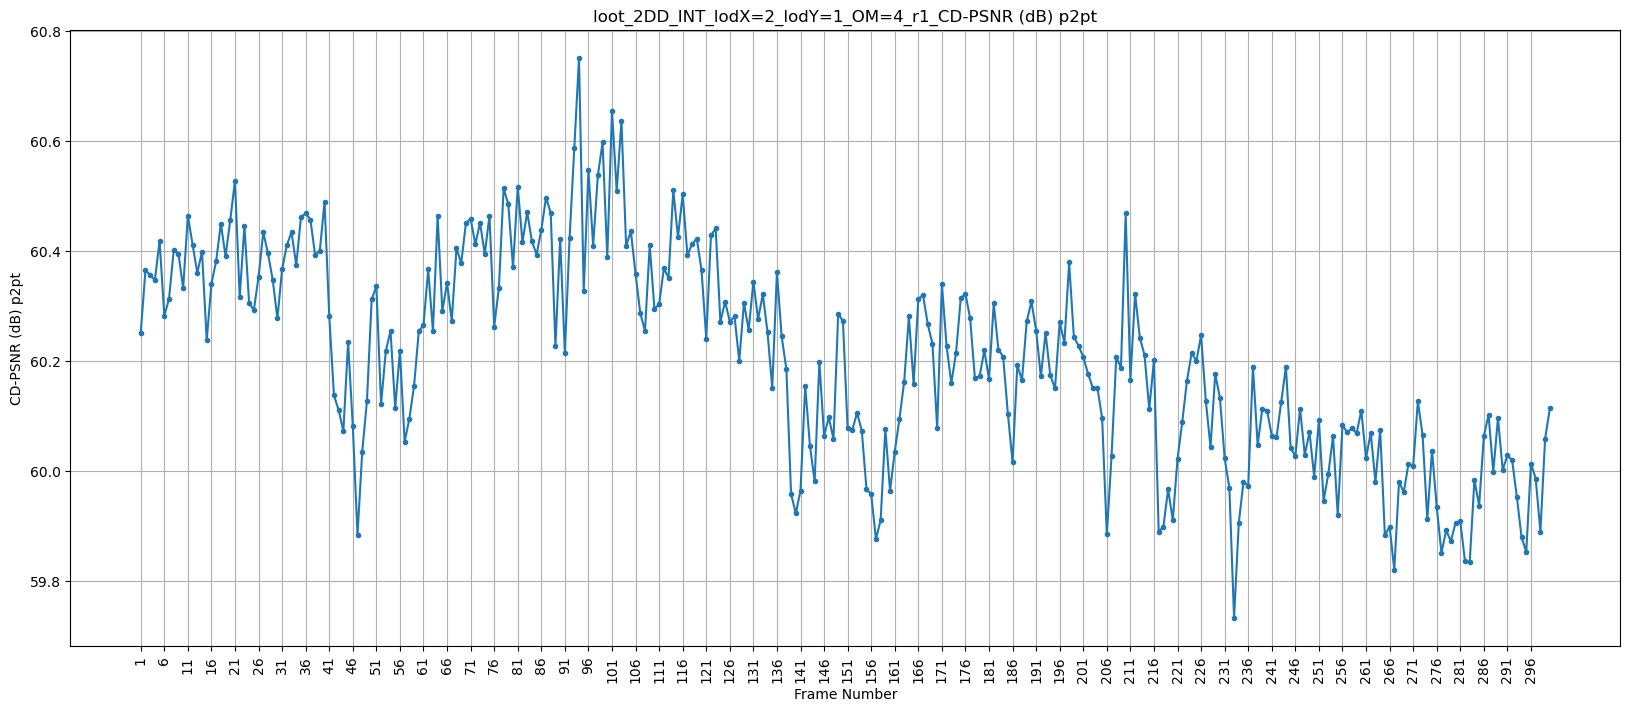 loot_2DD_INT_lodX=2_lodY=1_OM=4_r1_CD-PSNR (dB) p2pt
CD-PSNR (dB) p2pt
60.8
60.6
60.4
60.2
60.0
59.8
1 6 11 16 21 26 31 36 41 46 51 56 61 66 71 76 81 86 91 96 101 106 111 116 121 126 131 136 141 146 151 156 161 166 171 176 181 186 191 196 201 206 211 216 221 226 231 236 241 246 251 256 261 266 271 276 281 286 291 296
Frame Number